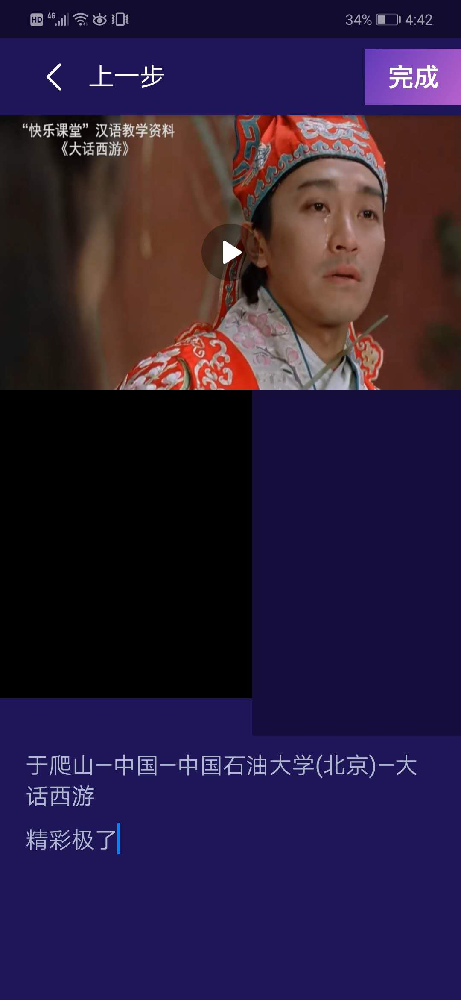 HD 4G 34% 4:42
上一步 完成
“快乐课堂”汉语教学资料
《大话西游》
于爬山—中国—中国石油大学(北京)—大
话西游
精彩极了